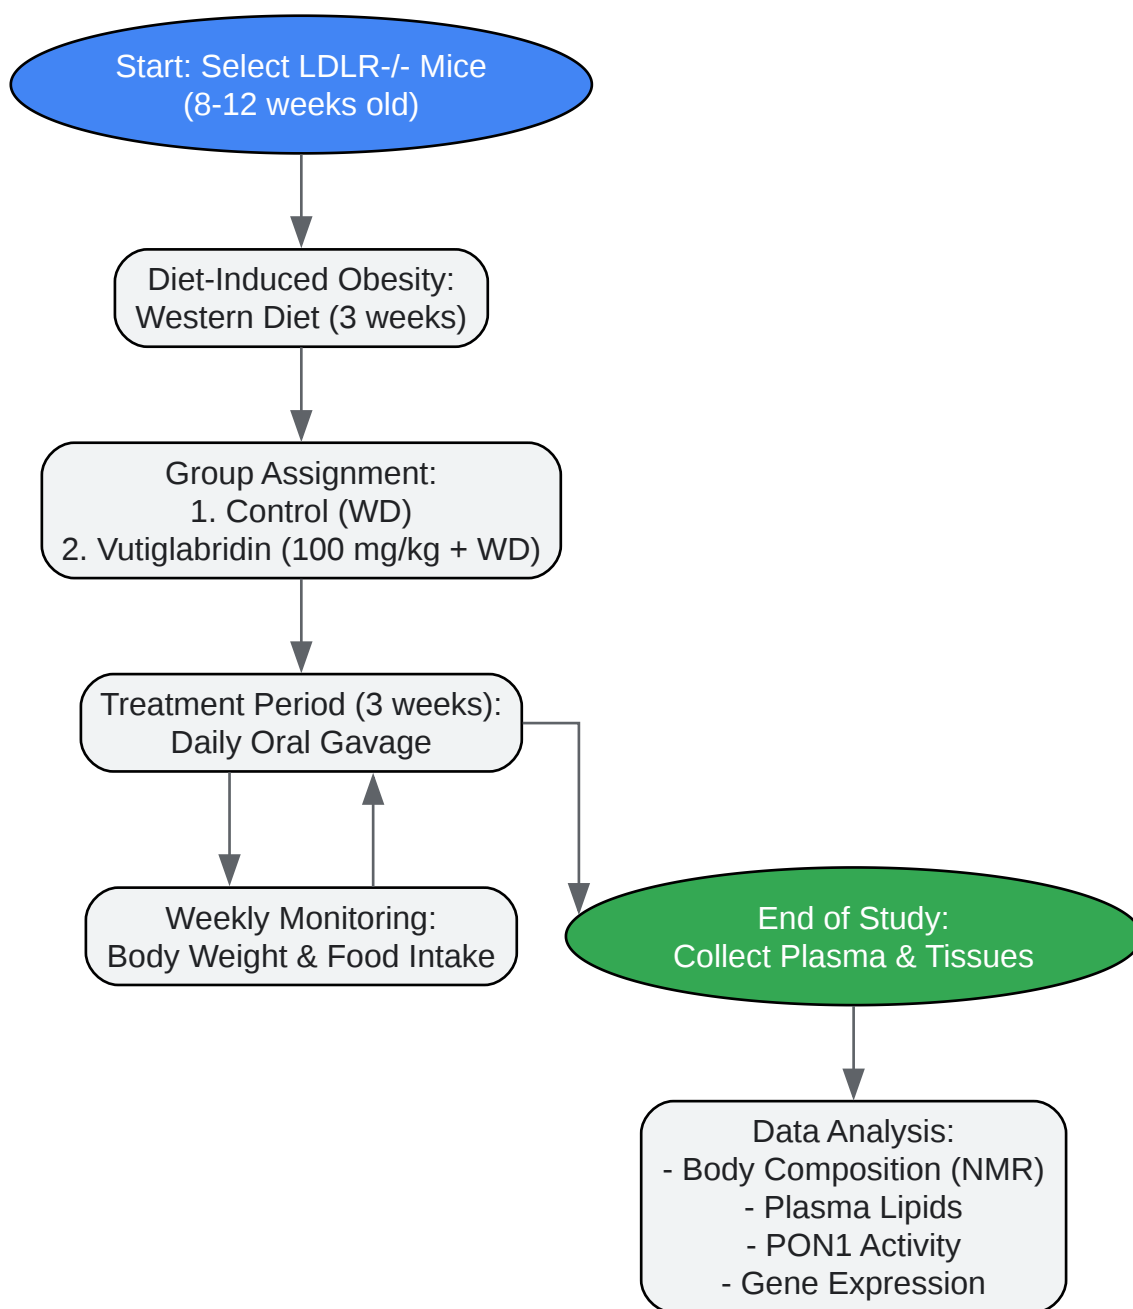 Start: Select LDLR-/- Mice
(8-12 weeks old)
Diet-Induced Obesity:
Western Diet (3 weeks)
Group Assignment:
1. Control (WD)
2. Vutiglabridin (100 mg/kg + WD)
Treatment Period (3 weeks):
Daily Oral Gavage
Weekly Monitoring:
Body Weight & Food Intake
End of Study:
Collect Plasma & Tissues
Data Analysis:
- Body Composition (NMR)
- Plasma Lipids
- PON1 Activity
- Gene Expression